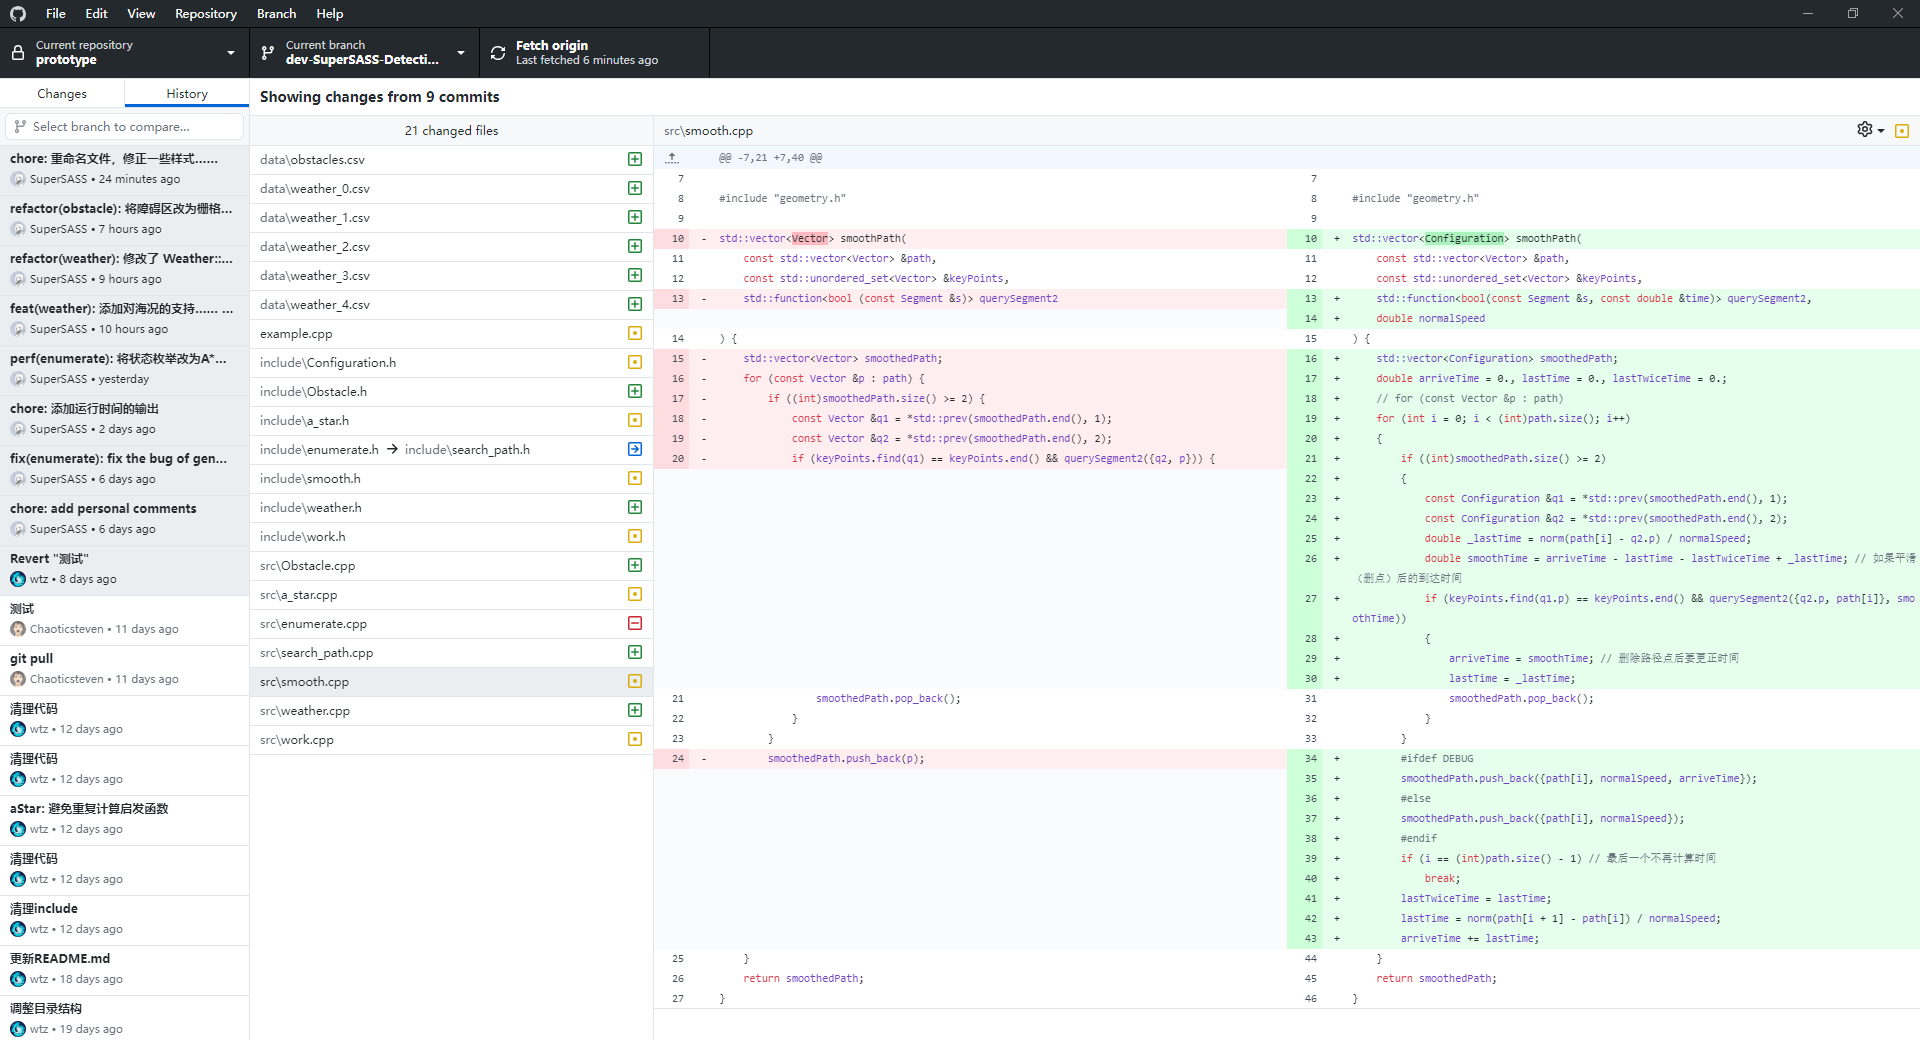 File Edit View Repository Branch Help
Current repository
prototype
Current branch
dev-SuperSASS-Detecti...
Fetch origin
Last fetched 6 minutes ago
Changes History
Select branch to compare...
chore: 重命名文件，修正一些样式......
SuperSASS • 24 minutes ago
refactor(obstacle): 将障碍区改为栅格...
SuperSASS • 7 hours ago
refactor(weather): 修改了 Weather::...
SuperSASS • 9 hours ago
feat(weather): 添加对海况的支持...... ...
SuperSASS • 10 hours ago
perf(enumerate): 将状态枚举改为A*...
SuperSASS • yesterday
chore: 添加运行时间的输出
SuperSASS • 2 days ago
fix(enumerate): fix the bug of gen...
SuperSASS • 6 days ago
chore: add personal comments
SuperSASS • 6 days ago
Revert "测试"
wtz • 8 days ago
测试
Chaoticsteven • 11 days ago
git pull
Chaoticsteven • 11 days ago
清理代码
wtz • 12 days ago
清理代码
wtz • 12 days ago
aStar: 避免重复计算启发函数
wtz • 12 days ago
清理代码
wtz • 12 days ago
清理include
wtz • 12 days ago
更新README.md
wtz • 18 days ago
调整目录结构
wtz • 19 days ago
Showing changes from 9 commits
21 changed files
data\obstacles.csv
data\weather_0.csv
data\weather_1.csv
data\weather_2.csv
data\weather_3.csv
data\weather_4.csv
example.cpp
include\Configuration.h
include\Obstacle.h
include\a_star.h
include\enumerate.h → include\search_path.h
include\smooth.h
include\weather.h
include\work.h
src\Obstacle.cpp
src\a_star.cpp
src\enumerate.cpp
src\search_path.cpp
src\smooth.cpp
src\weather.cpp
src\work.cpp
src\smooth.cpp
@@ -7,21 +7,40 @@
7
8 #include "geometry.h"
9
10 - std::vector<Vector> smoothPath(
11 const std::vector<Vector> &path,
12 const std::unordered_set<Vector> &keyPoints,
13 - std::function<bool (const Segment &s)> querySegment2
14 ) {
15 - std::vector<Vector> smoothedPath;
16 - for (const Vector &p : path) {
17 - if ((int)smoothedPath.size() >= 2) {
18 - const Vector &q1 = *std::prev(smoothedPath.end(), 1);
19 - const Vector &q2 = *std::prev(smoothedPath.end(), 2);
20 - if (keyPoints.find(q1) == keyPoints.end() && querySegment2({q2, p})) {
21 smoothedPath.pop_back();
22 }
23 }
24 - smoothedPath.push_back(p);
25 }
26 return smoothedPath;
27 }
7
8 #include "geometry.h"
9
10 + std::vector<Configuration> smoothPath(
11 const std::vector<Vector> &path,
12 const std::unordered_set<Vector> &keyPoints,
13 + std::function<bool(const Segment &s, const double &time)> querySegment2,
14 + double normalSpeed
15 ) {
16 + std::vector<Configuration> smoothedPath;
17 + double arriveTime = 0., lastTime = 0., lastTwiceTime = 0.;
18 + // for (const Vector &p : path)
19 + for (int i = 0; i < (int)path.size(); i++)
20 + {
21 + if ((int)smoothedPath.size() >= 2)
22 + {
23 + const Configuration &q1 = *std::prev(smoothedPath.end(), 1);
24 + const Configuration &q2 = *std::prev(smoothedPath.end(), 2);
25 + double _lastTime = norm(path[i] - q2.p) / normalSpeed;
26 + double smoothTime = arriveTime - lastTime - lastTwiceTime + _lastTime; // 如果平滑
（删点）后的到达时间
27 + if (keyPoints.find(q1.p) == keyPoints.end() && querySegment2({q2.p, path[i]}, smo
othTime))
28 + {
29 + arriveTime = smoothTime; // 删除路径点后要更正时间
30 + lastTime = _lastTime;
31 smoothedPath.pop_back();
32 }
33 }
34 + #ifdef DEBUG
35 + smoothedPath.push_back({path[i], normalSpeed, arriveTime});
36 + #else
37 + smoothedPath.push_back({path[i], normalSpeed});
38 + #endif
39 + if (i == (int)path.size() - 1) // 最后一个不再计算时间
40 + break;
41 + lastTwiceTime = lastTime;
42 + lastTime = norm(path[i + 1] - path[i]) / normalSpeed;
43 + arriveTime += lastTime;
44 }
45 return smoothedPath;
46 }